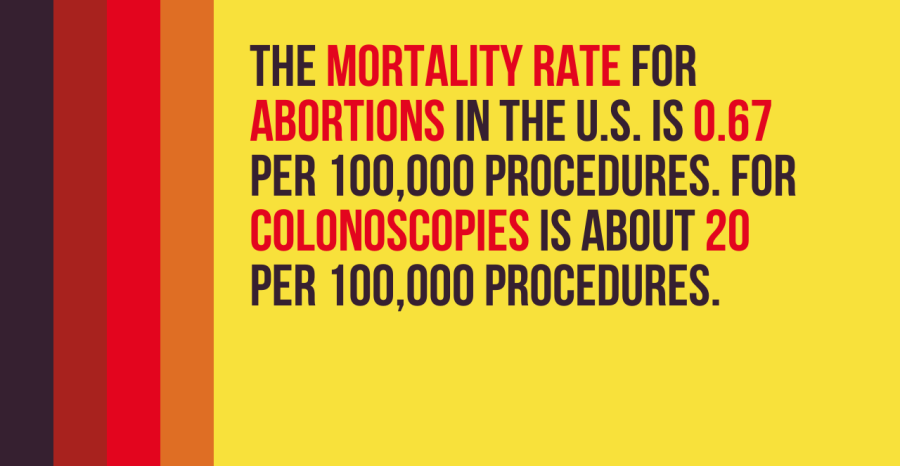 THE MORTALITY RATE FOR
ABORTIONS IN THE U.S. IS 0.67
PER 100,000 PROCEDURES. FOR
COLONOSCOPIES IS ABOUT 20
PER 100,000 PROCEDURES.